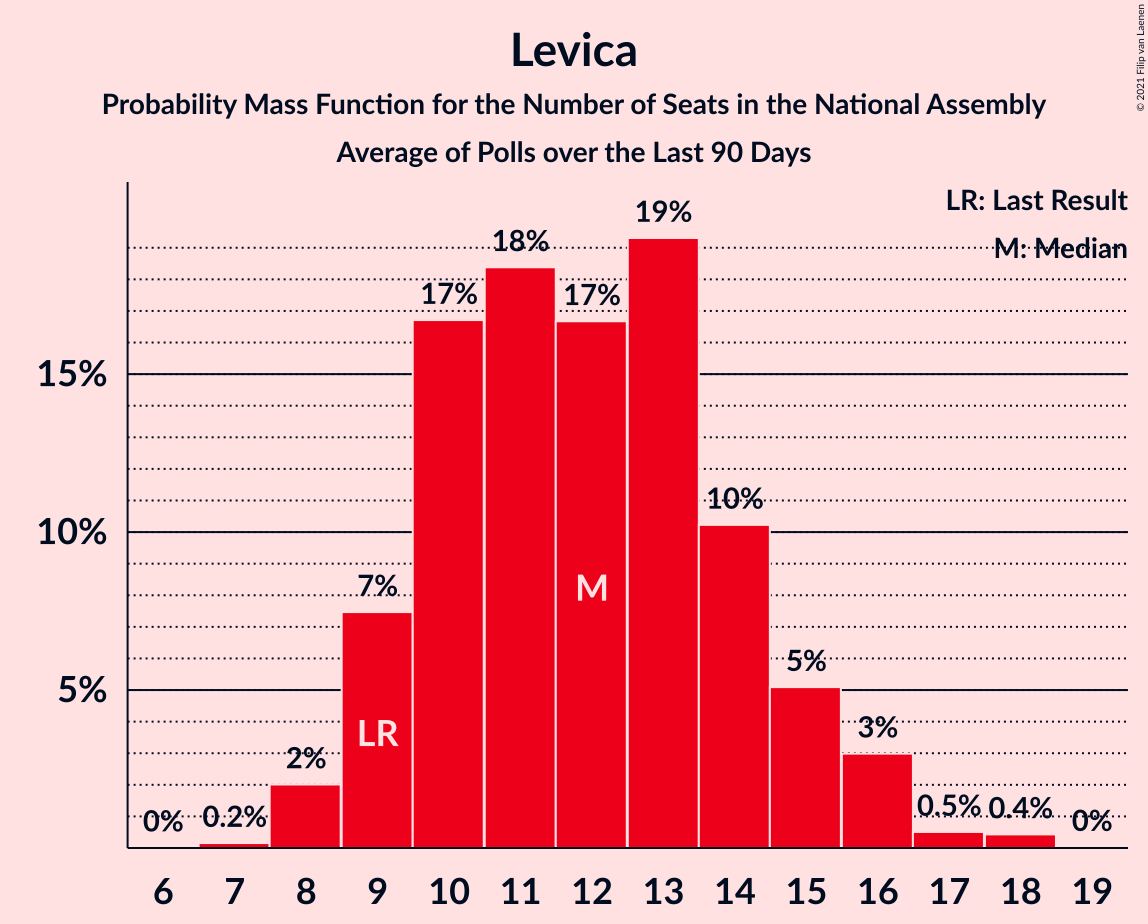 Levica
Probability Mass Function for the Number of Seats in the National Assembly
Average of Polls over the Last 90 Days
© 2021 Filip van Laenen
LR: Last Result
M: Median
19%
18%
17%
17%
15%
10%
10%
M
7%
5%
5%
LR
3%
2%
0%
0.2%
0.5%
0.4%
0%
6 7 8 9 10 11 12 13 14 15 16 17 18 19